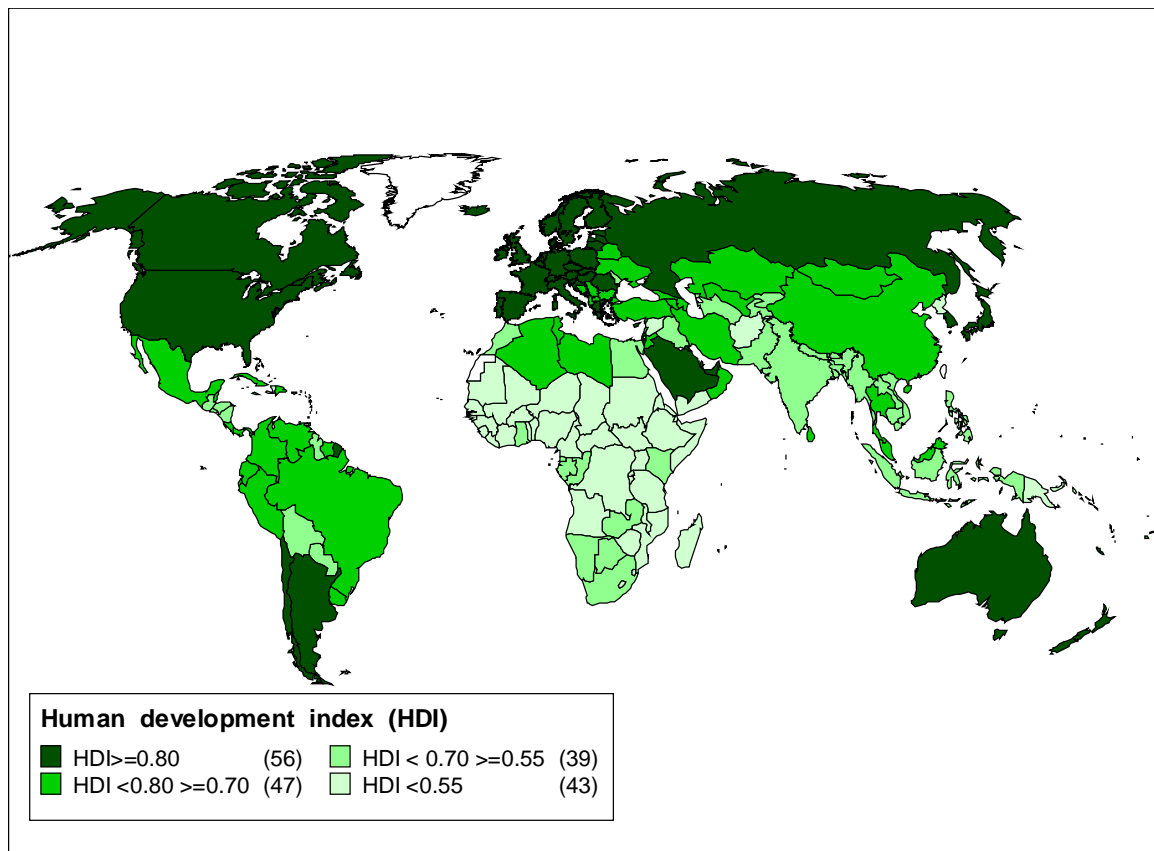 Human development index (HDI)
HDI>=0.80 (56) HDI < 0.70 >=0.55 (39)
HDI <0.80 >=0.70 (47) HDI <0.55 (43)